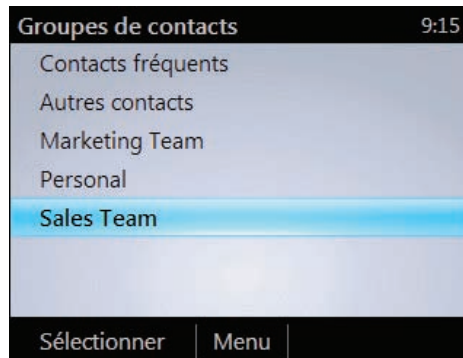 Groupes de contacts 9:15
Contacts fréquents
Autres contacts
Marketing Team
Personal
Sales Team
Sélectionner Menu